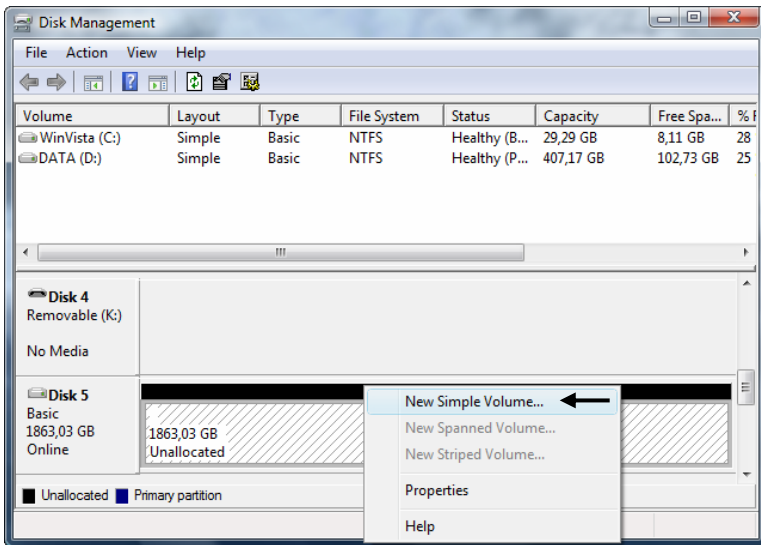 Disk Management
File Action View Help
Volume Layout Type File System Status Capacity Free Spa... % F
WinVista (C:) Simple Basic NTFS Healthy (B... 29,29 GB 8,11 GB 28
DATA (D:) Simple Basic NTFS Healthy (P... 407,17 GB 102,73 GB 25
Disk 4
Removable (K:)
No Media
Disk 5
Basic
1863,03 GB
Online
1863,03 GB
Unallocated
New Simple Volume...
New Spanned Volume...
New Striped Volume...
Properties
Help
Unallocated Primary partition